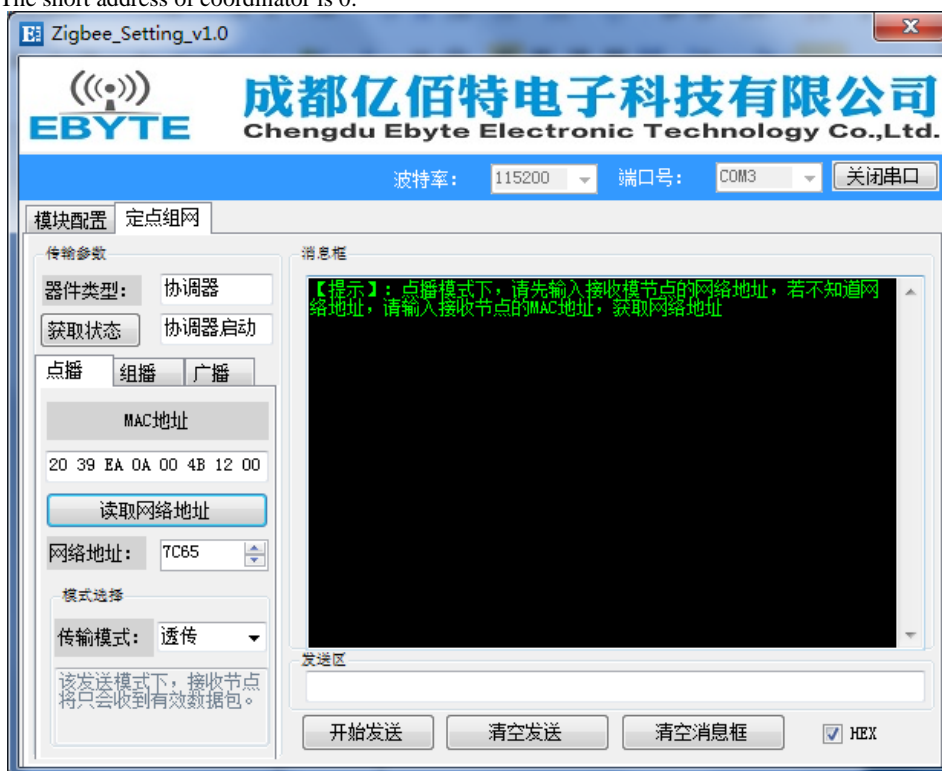 The short address of coordinator is 0.
Zigbee_Setting_v1.0
EBYTE
成都亿佰特电子科技有限公司
Chengdu Ebyte Electronic Technology Co.,Ltd.
波特率： 115200 端口号： COM3 关闭串口
模块配置 定点组网
传输参数
器件类型： 协调器
获取状态 协调器启动
点播 组播 广播
MAC地址
20 39 EA 0A 00 4B 12 00
读取网络地址
网络地址： 7C65
模式选择
传输模式： 透传
该发送模式下，接收节点
将只会收到有效数据包。
消息框
【提示】：点播模式下，请先输入接收模节点的网络地址，若不知道网
络地址，请输入接收节点的MAC地址，获取网络地址
发送区
开始发送 清空发送 清空消息框 HEX